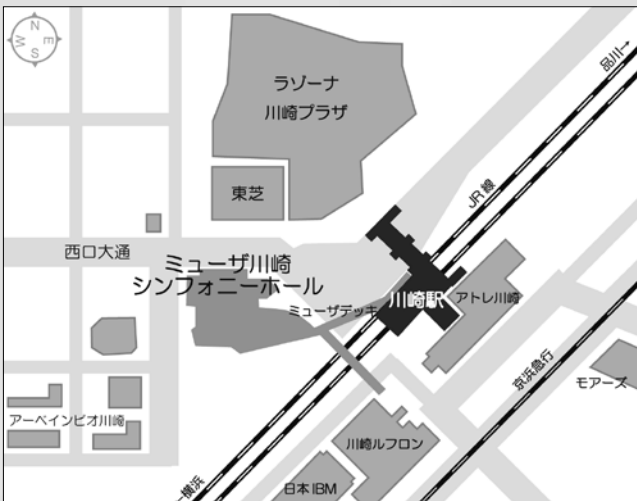 N
W
E
S
品川→
ラゾーナ
川崎プラザ
東芝
JR線
西口大通
ミューザ川崎
シンフォニーホール
ミューザデッキ
川崎駅
アトレ川崎
京浜急行
モアーズ
アーベインビオ川崎
川崎ルフロン
日本IBM
←横浜